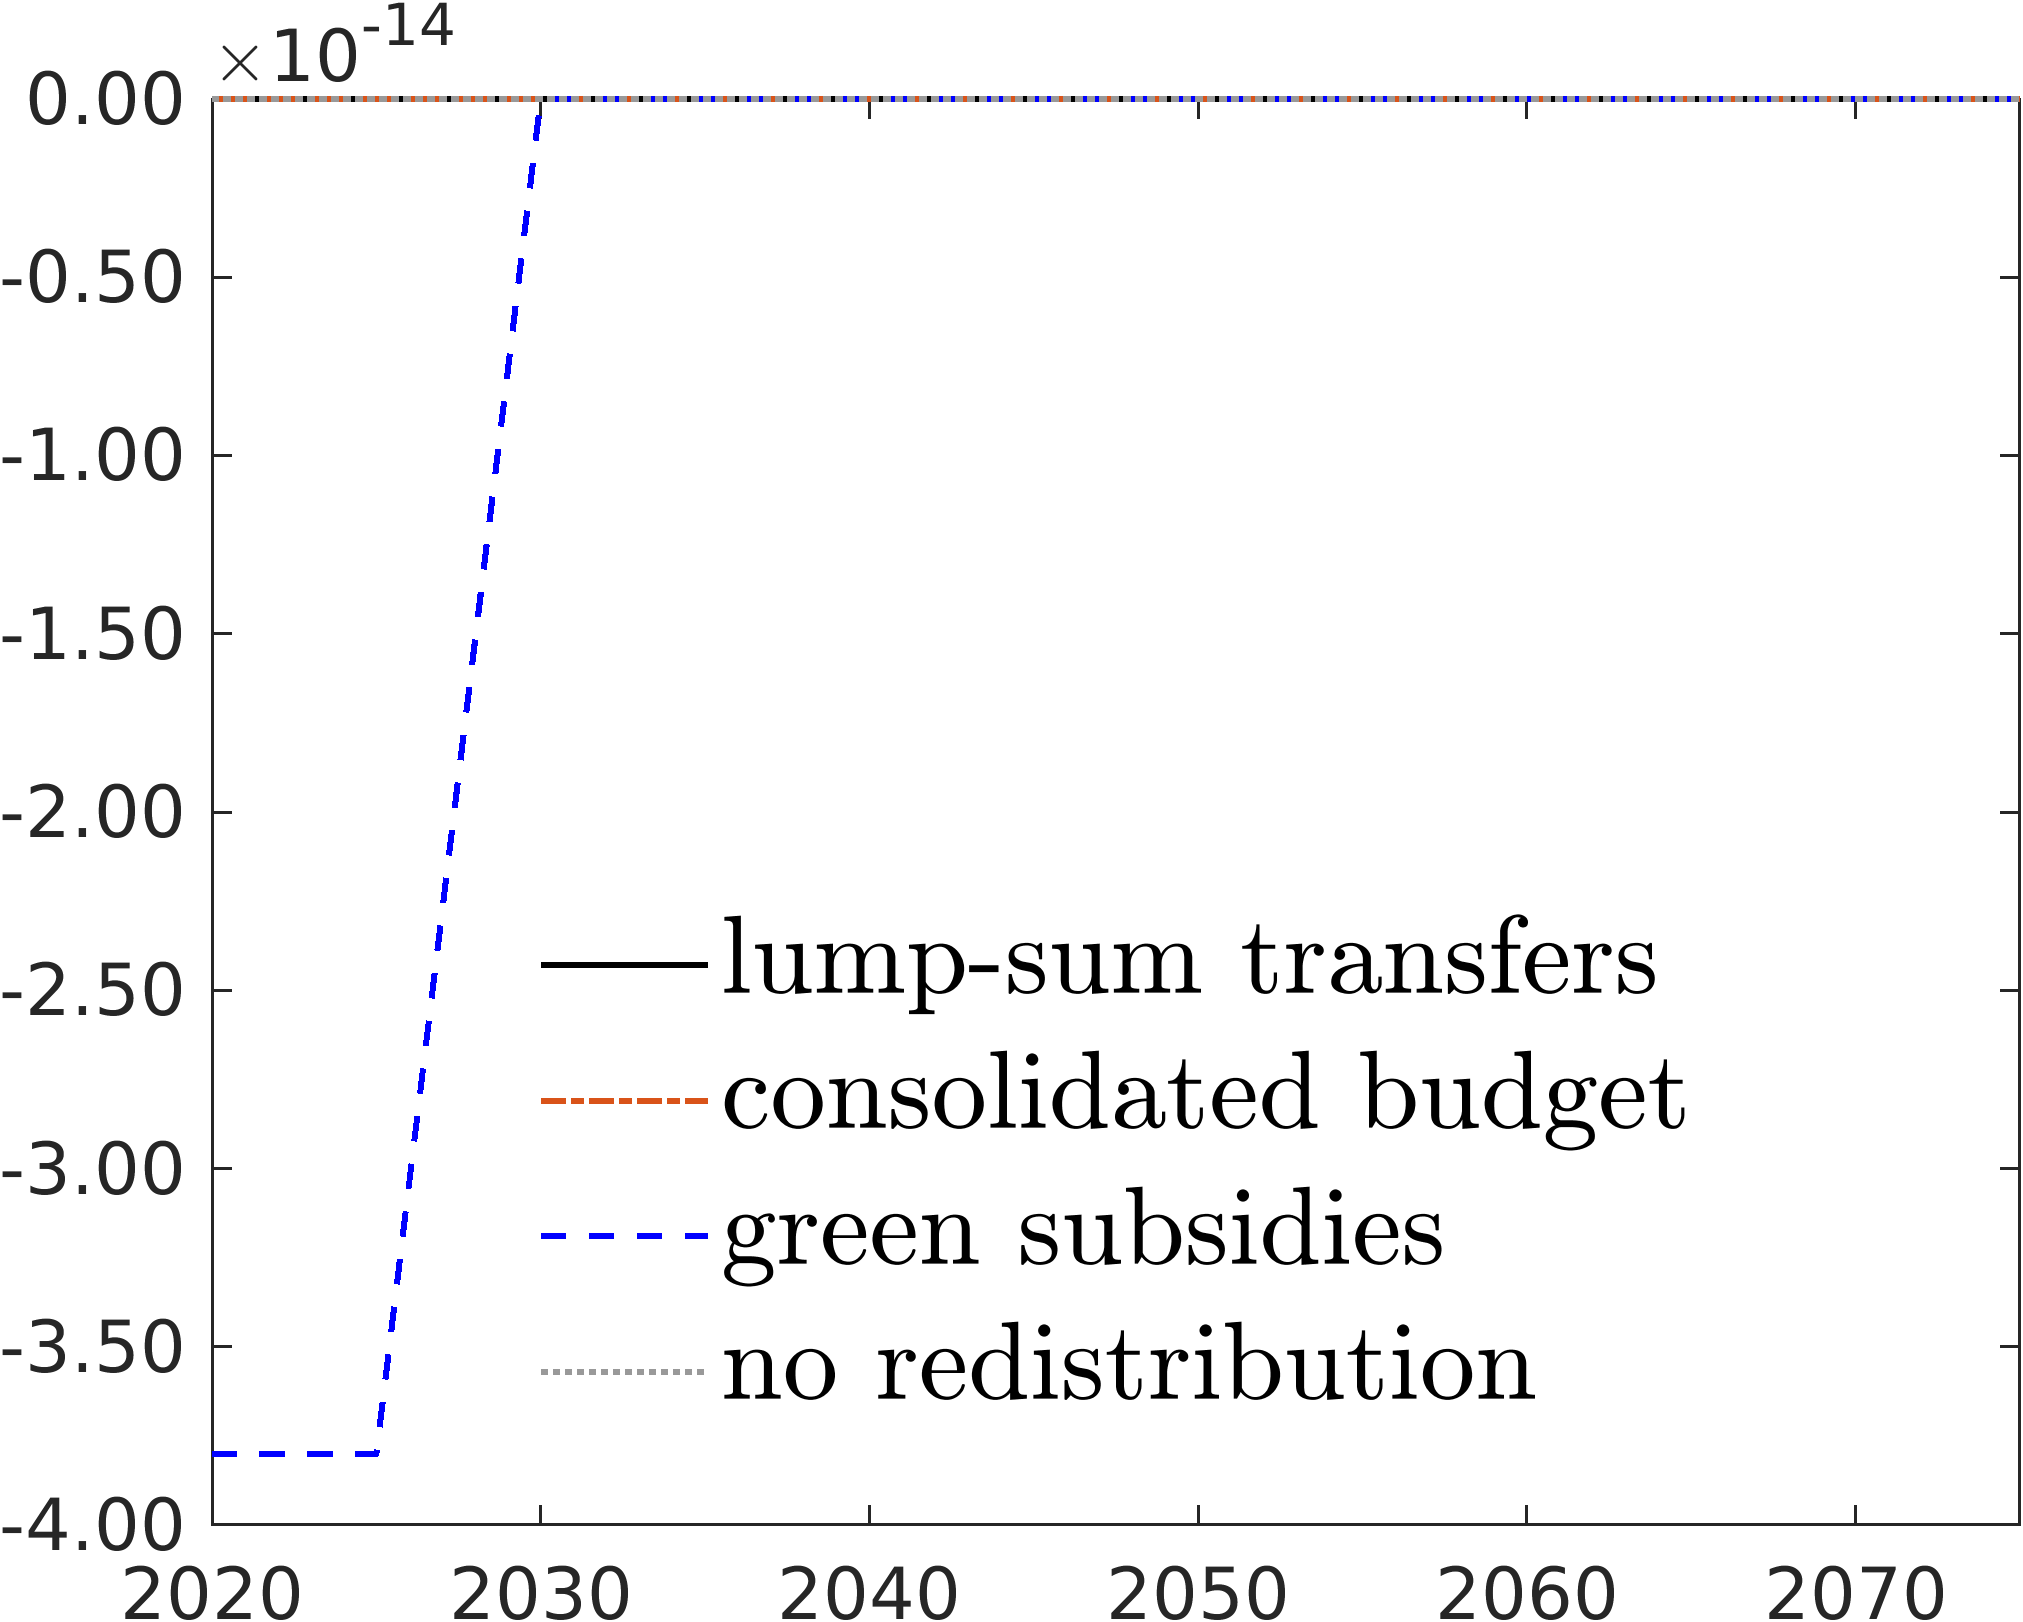 ×10-14
0.00
-0.50
-1.00
-1.50
-2.00
-2.50
-3.00
-3.50
-4.00
lump-sum transfers
consolidated budget
green subsidies
no redistribution
2020 2030 2040 2050 2060 2070